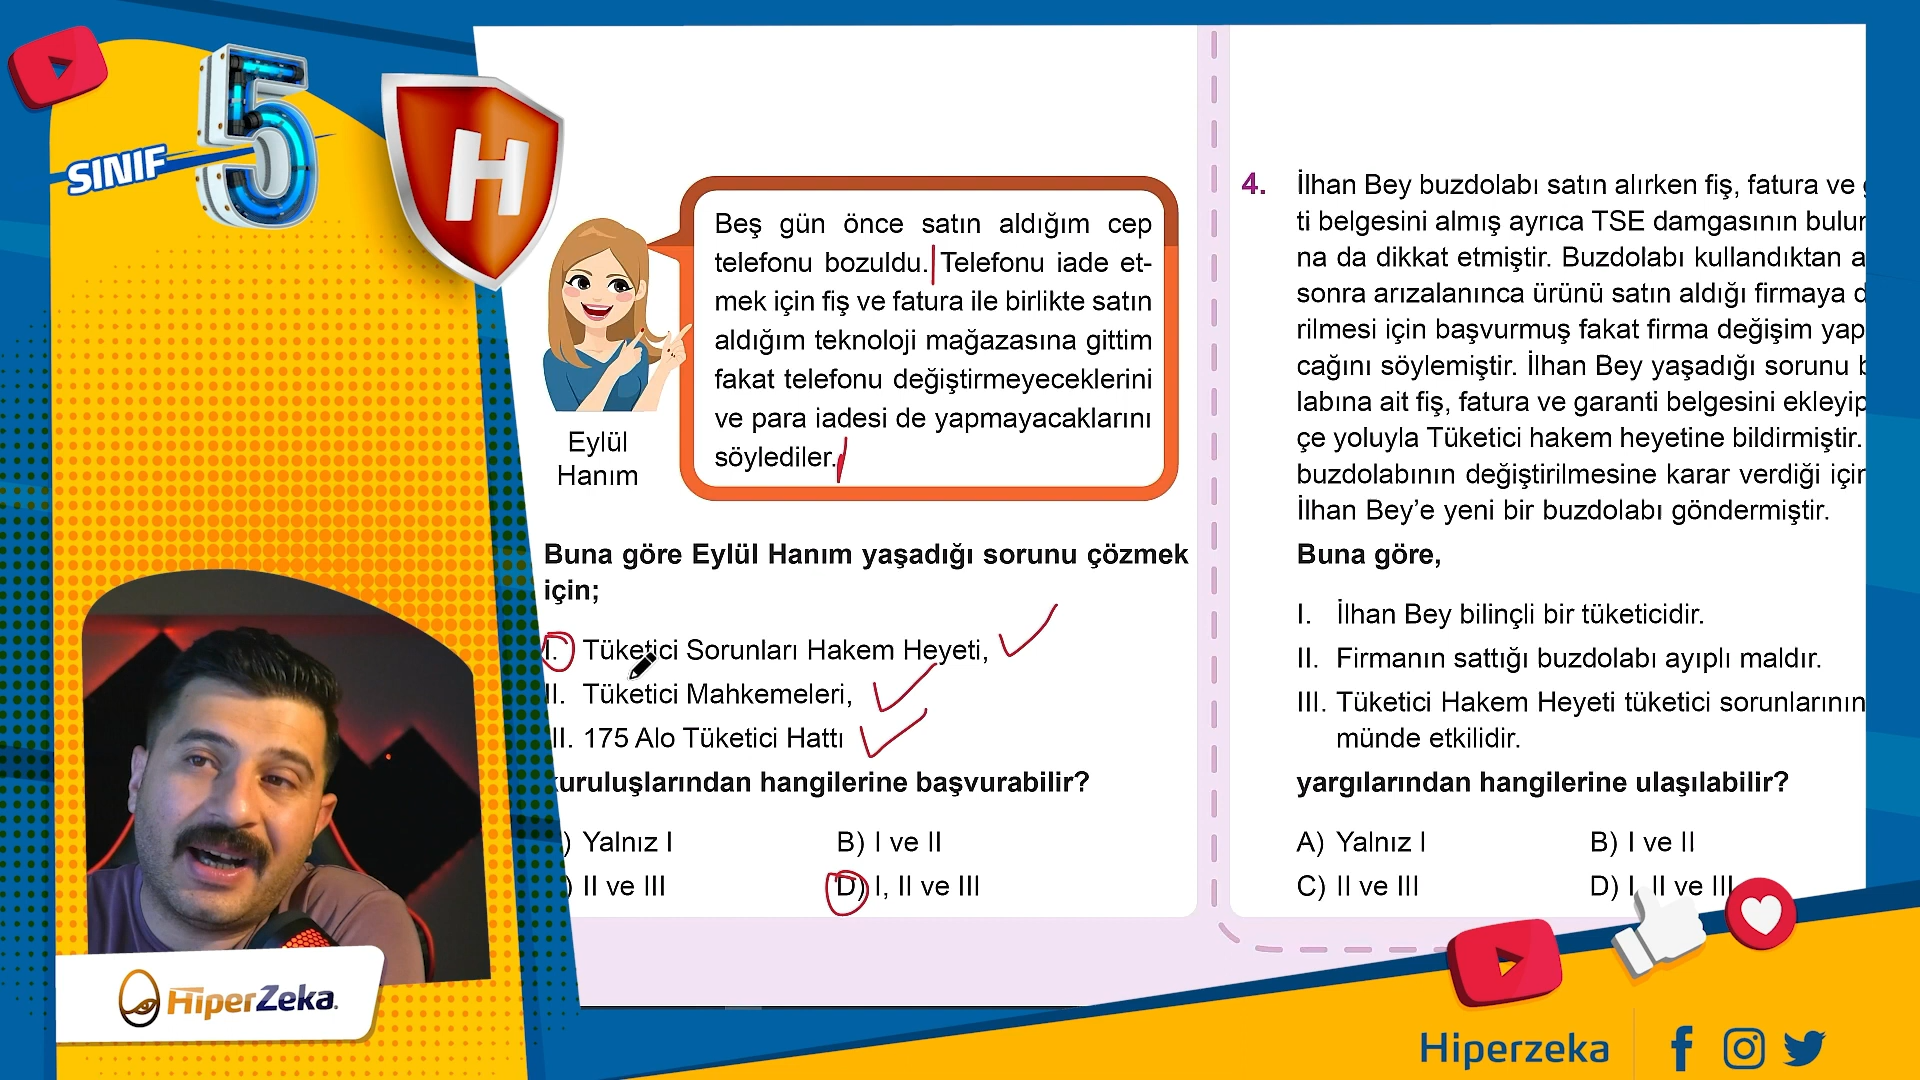 SINIF 5
H
Beş gün önce satın aldığım cep
telefonu bozuldu. Telefonu iade et-
mek için fiş ve fatura ile birlikte satın
aldığım teknoloji mağazasına gittim
fakat telefonu değiştirmeyeceklerini
ve para iadesi de yapmayacaklarını
söylediler.
Eylül
Hanım
Buna göre Eylül Hanım yaşadığı sorunu çözmek
için;
I. Tüketici Sorunları Hakem Heyeti,
II. Tüketici Mahkemeleri,
II. 175 Alo Tüketici Hattı
kuruluşlarından hangilerine başvurabilir?
) Yalnız I
B) I ve II
) II ve III
D) I, II ve III
4. İlhan Bey buzdolabı satın alırken fiş, fatura ve
ti belgesini almış ayrıca TSE damgasının bulun
na da dikkat etmiştir. Buzdolabı kullandıktan a
sonra arızalanınca ürünü satın aldığı firmaya d
rilmesi için başvurmuş fakat firma değişim yap
cağını söylemiştir. İlhan Bey yaşadığı sorunu b
labına ait fiş, fatura ve garanti belgesini ekleyip
çe yoluyla Tüketici hakem heyetine bildirmiştir.
buzdolabının değiştirilmesine karar verdiği için
İlhan Bey’e yeni bir buzdolabı göndermiştir.
Buna göre,
I. İlhan Bey bilinçli bir tüketicidir.
II. Firmanın sattığı buzdolabı ayıplı maldır.
III. Tüketici Hakem Heyeti tüketici sorunlarının
münde etkilidir.
yargılarından hangilerine ulaşılabilir?
A) Yalnız I
B) I ve II
C) II ve III
D) I, II ve III
HiperZeka.
Hiperzeka